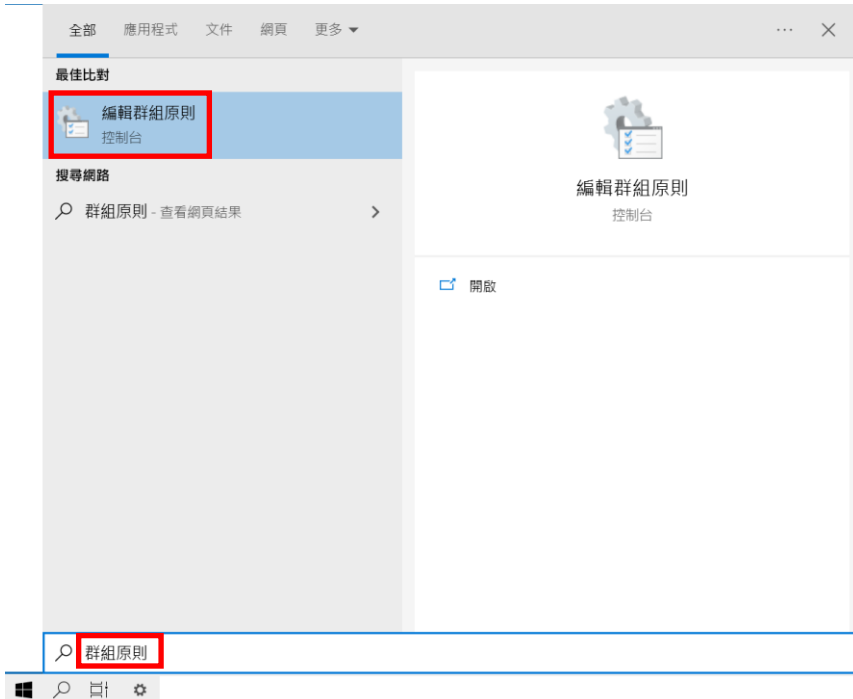 全部 應用程式 文件 網頁 更多
最佳比對
編輯群組原則
控制台
搜尋網路
群組原則 - 查看網頁結果
編輯群組原則
控制台
開啟
群組原則